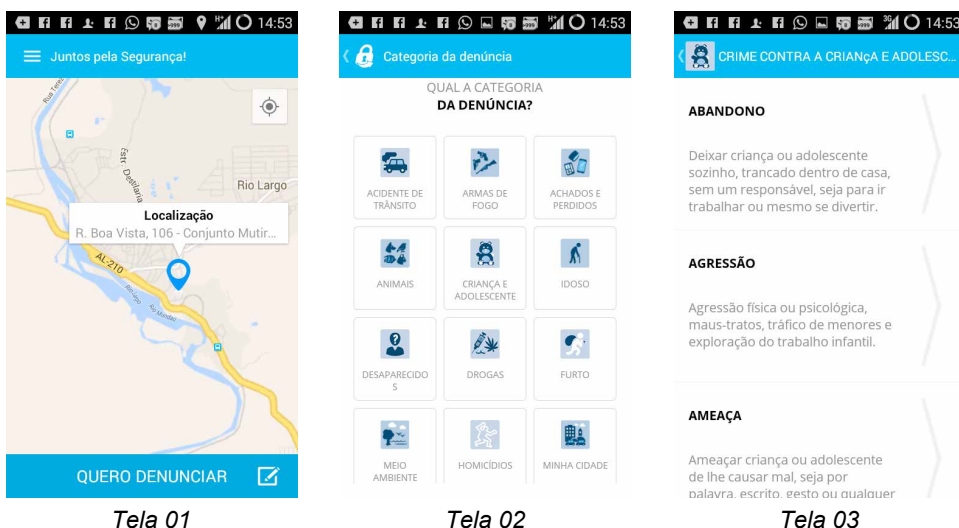 14:53
Juntos pela Segurança!
Rio Largo
Localização
R. Boa Vista, 106 - Conjunto Mutir...
AL-210
Rio Mundaú
QUERO DENUNCIAR
Tela 01
14:53
Categoria da denúncia
QUAL A CATEGORIA
DA DENÚNCIA?
ACIDENTE DE
TRÂNSITO
ARMAS DE
FOGO
ACHADOS E
PERDIDOS
ANIMAIS
CRIANÇA E
ADOLESCENTE
IDOSO
DESAPARECIDO
S
DROGAS
FURTO
MEIO
AMBIENTE
HOMICÍDIOS
MINHA CIDADE
Tela 02
14:53
CRIME CONTRA A CRIANçA E ADOLESC...
ABANDONO
Deixar criança ou adolescente
sozinho, trancado dentro de casa,
sem um responsável, seja para ir
trabalhar ou mesmo se divertir.
AGRESSÃO
Agressão física ou psicológica,
maus-tratos, tráfico de menores e
exploração do trabalho infantil.
AMEAÇA
Ameaçar criança ou adolescente
de lhe causar mal, seja por
palavra, escrito, gesto ou qualquer
Tela 03